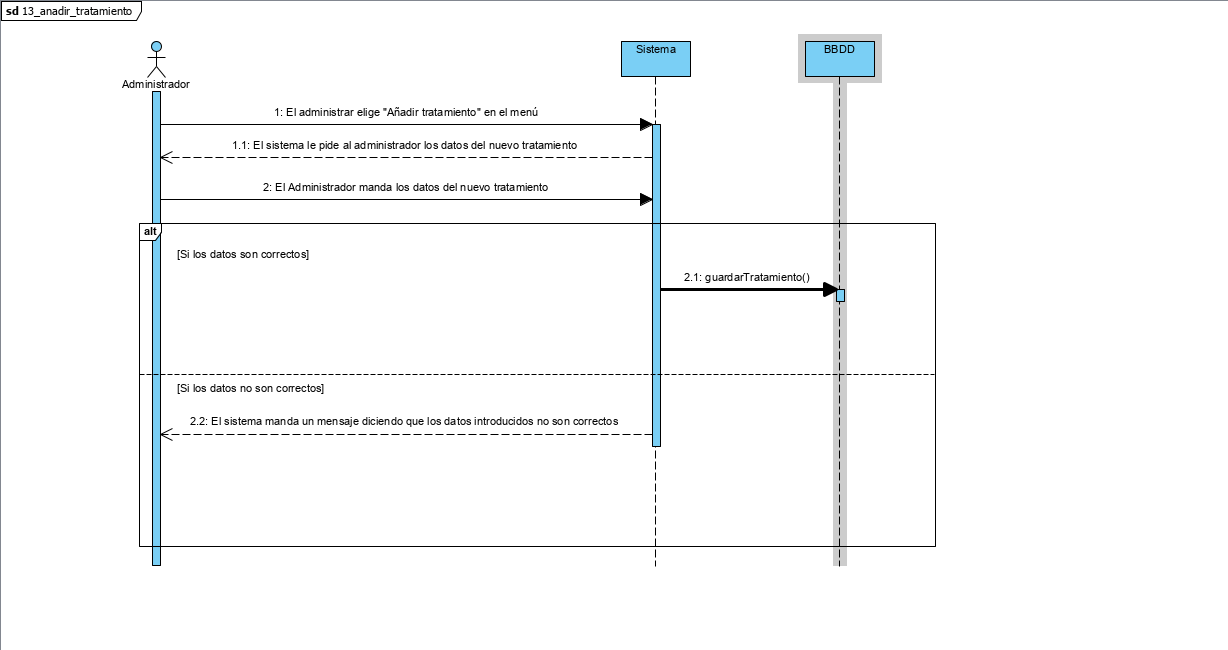 sd 13_anadir_tratamiento
Administrador
Sistema
BBDD
1: El administrar elige "Añadir tratamiento" en el menú
1.1: El sistema le pide al administrador los datos del nuevo tratamiento
2: El Administrador manda los datos del nuevo tratamiento
alt
[Si los datos son correctos]
2.1: guardarTratamiento()
[Si los datos no son correctos]
2.2: El sistema manda un mensaje diciendo que los datos introducidos no son correctos